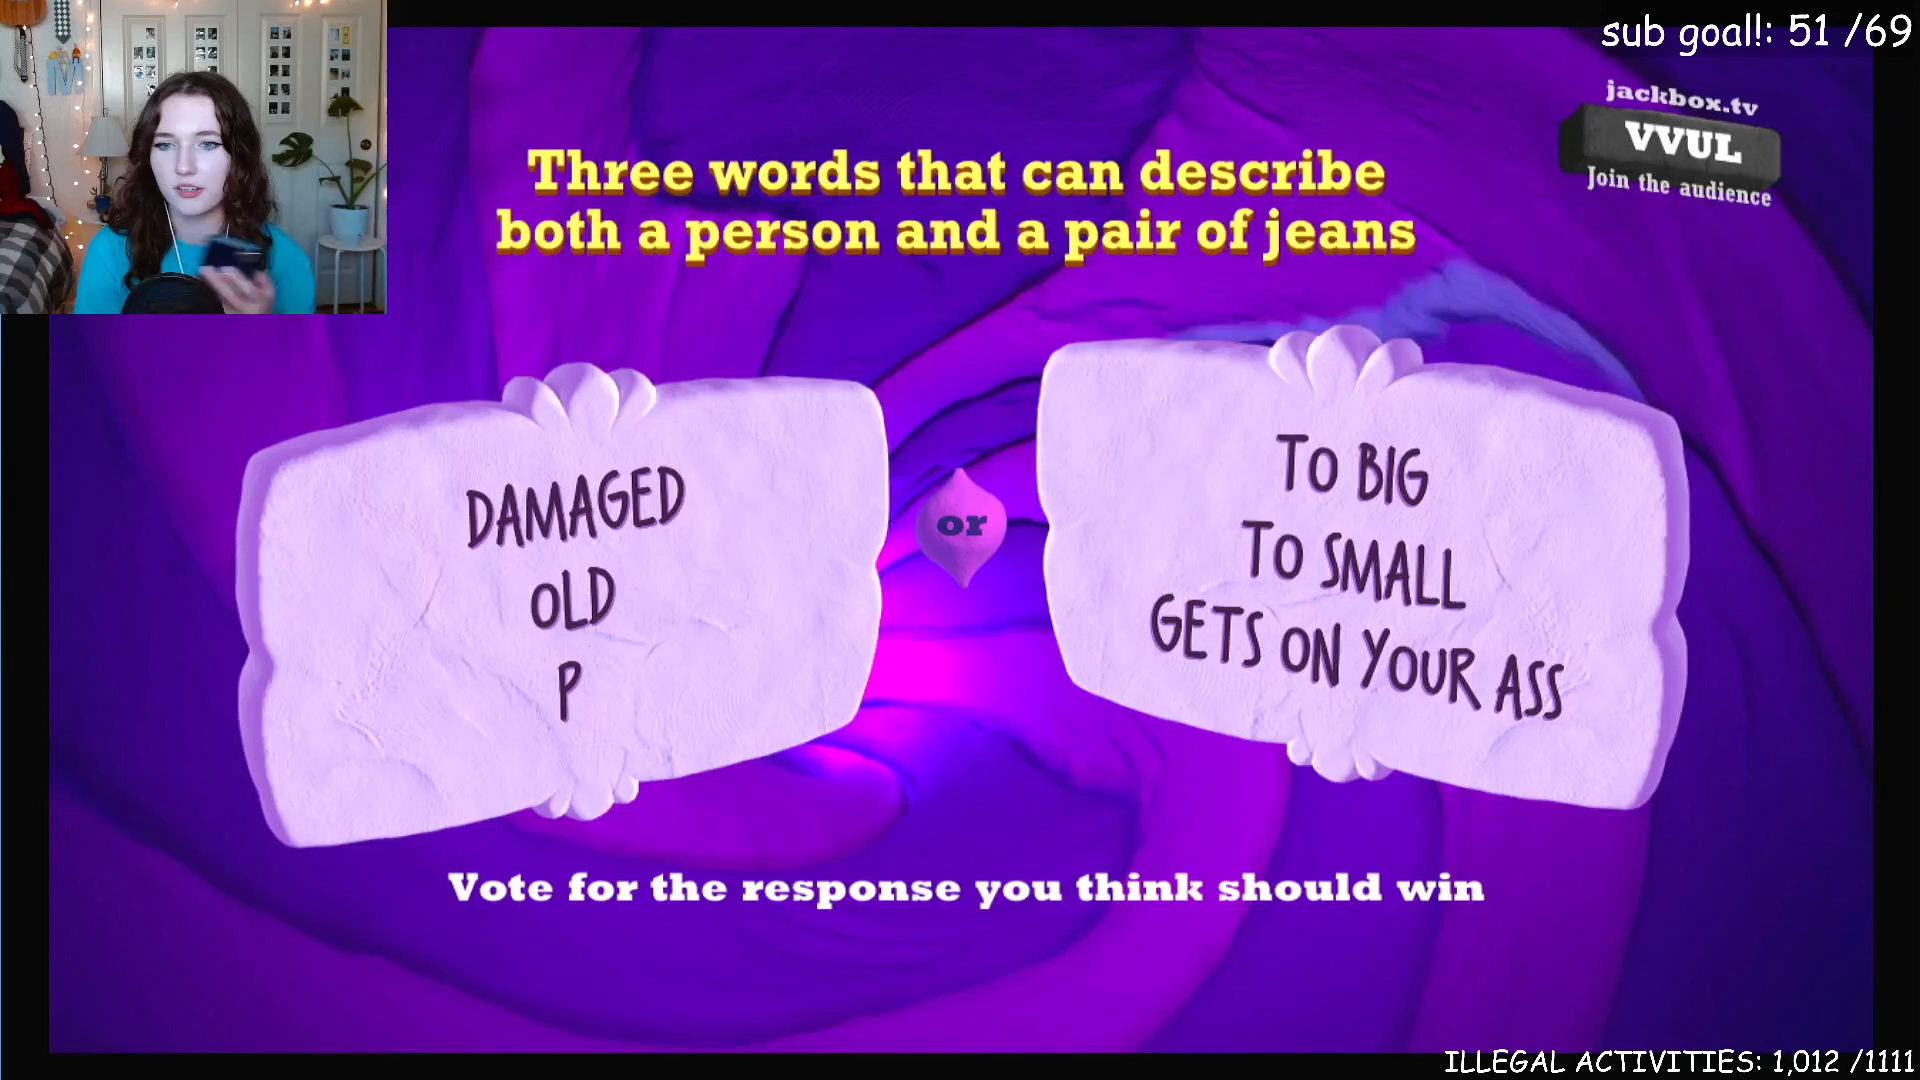 sub goal!: 51 /69
jackbox.tv
VVUL
Join the audience
Three words that can describe
both a person and a pair of jeans
DAMAGED
OLD
P
or
TO BIG
TO SMALL
GETS ON YOUR ASS
Vote for the response you think should win
ILLEGAL ACTIVITIES: 1,012 /1111